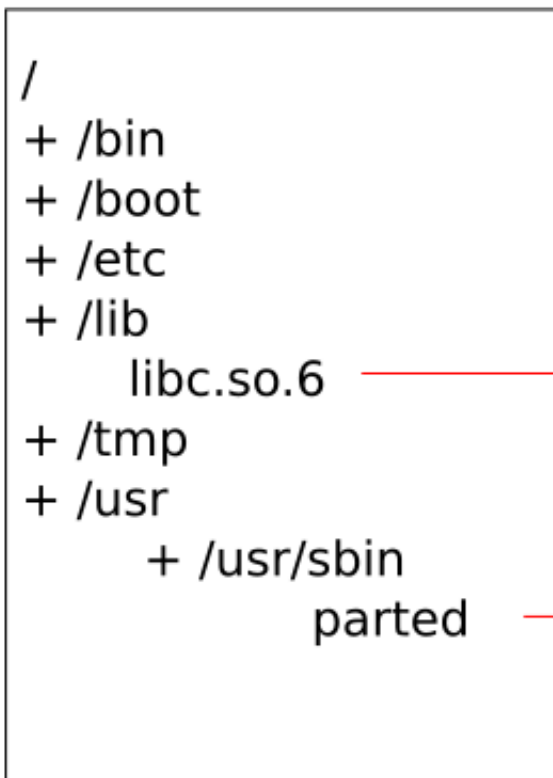 /
+ /bin
+ /boot
+ /etc
+ /lib
libc.so.6
+ /tmp
+ /usr
+ /usr/sbin
parted